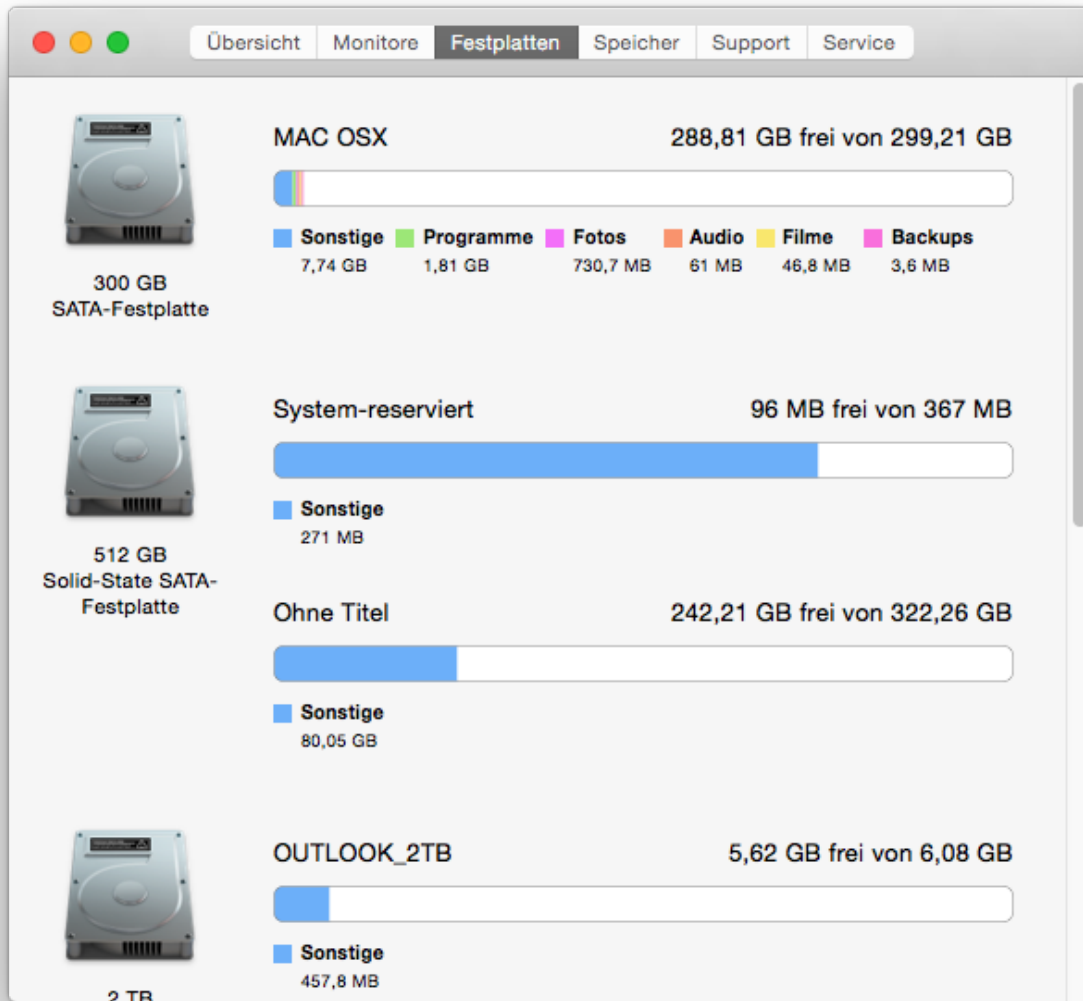 Übersicht Monitore Festplatten Speicher Support Service
MAC OSX 288,81 GB frei von 299,21 GB
Sonstige Programme Fotos Audio Filme Backups
7,74 GB 1,81 GB 730,7 MB 61 MB 46,8 MB 3,6 MB
300 GB
SATA-Festplatte
System-reserviert 96 MB frei von 367 MB
Sonstige
271 MB
512 GB
Solid-State SATA-
Festplatte
Ohne Titel 242,21 GB frei von 322,26 GB
Sonstige
80,05 GB
OUTLOOK_2TB 5,62 GB frei von 6,08 GB
Sonstige
457,8 MB
2 TB